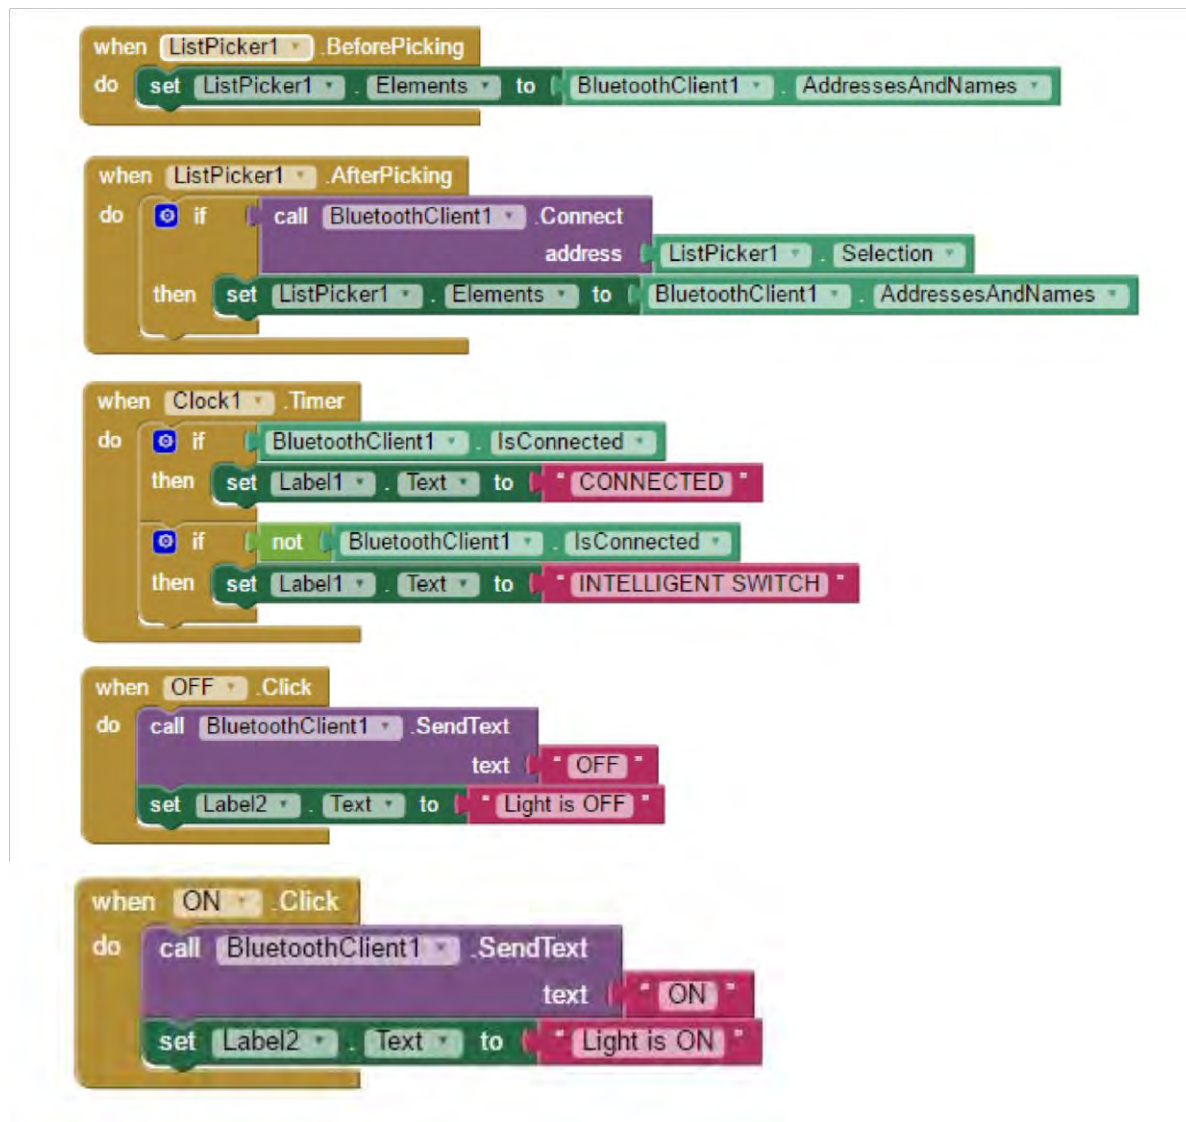 when ListPicker1 .BeforePicking
do set ListPicker1 . Elements to BluetoothClient1 . AddressesAndNames
when ListPicker1 .AfterPicking
do if call BluetoothClient1 .Connect
address ListPicker1 . Selection
then set ListPicker1 . Elements to BluetoothClient1 . AddressesAndNames
when Clock1 .Timer
do if BluetoothClient1 . IsConnected
then set Label1 . Text to " CONNECTED "
if not BluetoothClient1 . IsConnected
then set Label1 . Text to " INTELLIGENT SWITCH "
when OFF .Click
do call BluetoothClient1 .SendText
text " OFF "
set Label2 . Text to " Light is OFF "
when ON .Click
do call BluetoothClient1 .SendText
text " ON "
set Label2 . Text to " Light is ON "